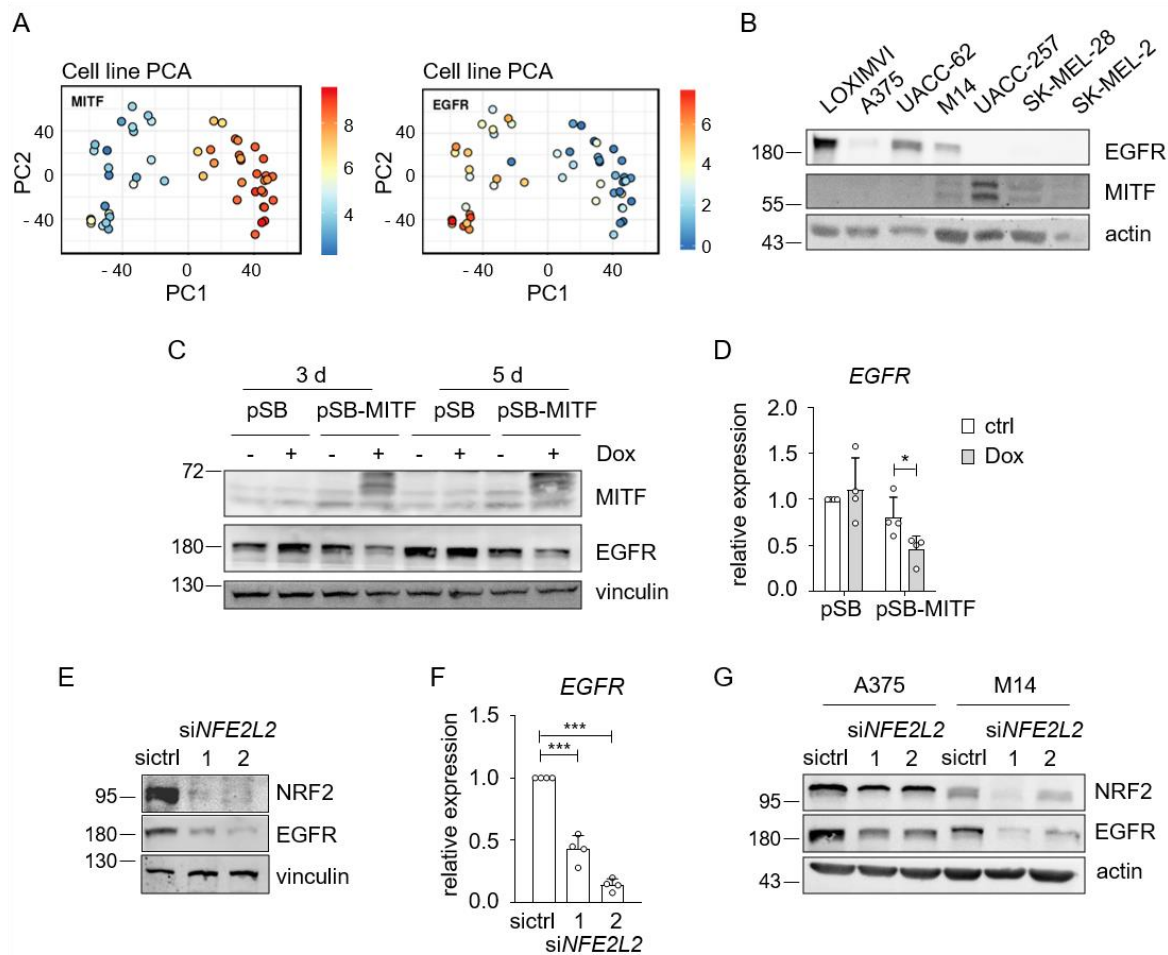 A
Cell line PCA
MITF
PC2
40
0
- 40
- 40 0 40
PC1
8
6
4
Cell line PCA
EGFR
PC2
40
0
- 40
- 40 0 40
PC1
6
4
2
0
B
LOXIMVI A375 UACC-62 M14 UACC-257 SK-MEL-28 SK-MEL-2
180 EGFR
55 MITF
43 actin
C
3 d 5 d
pSB pSB-MITF pSB pSB-MITF
- + - + - + - + Dox
72 MITF
180 EGFR
130 vinculin
D
EGFR
relative expression
2.0
1.5
1.0
0.5
0.0
*
pSB pSB-MITF
ctrl
Dox
E
siNFE2L2
sictrl 1 2
95 NRF2
180 EGFR
130 vinculin
F
EGFR
relative expression
1.5
1.0
0.5
0.0
***
***
sictrl 1 2
siNFE2L2
G
A375 M14
siNFE2L2 siNFE2L2
sictrl 1 2 sictrl 1 2
95 NRF2
180 EGFR
43 actin